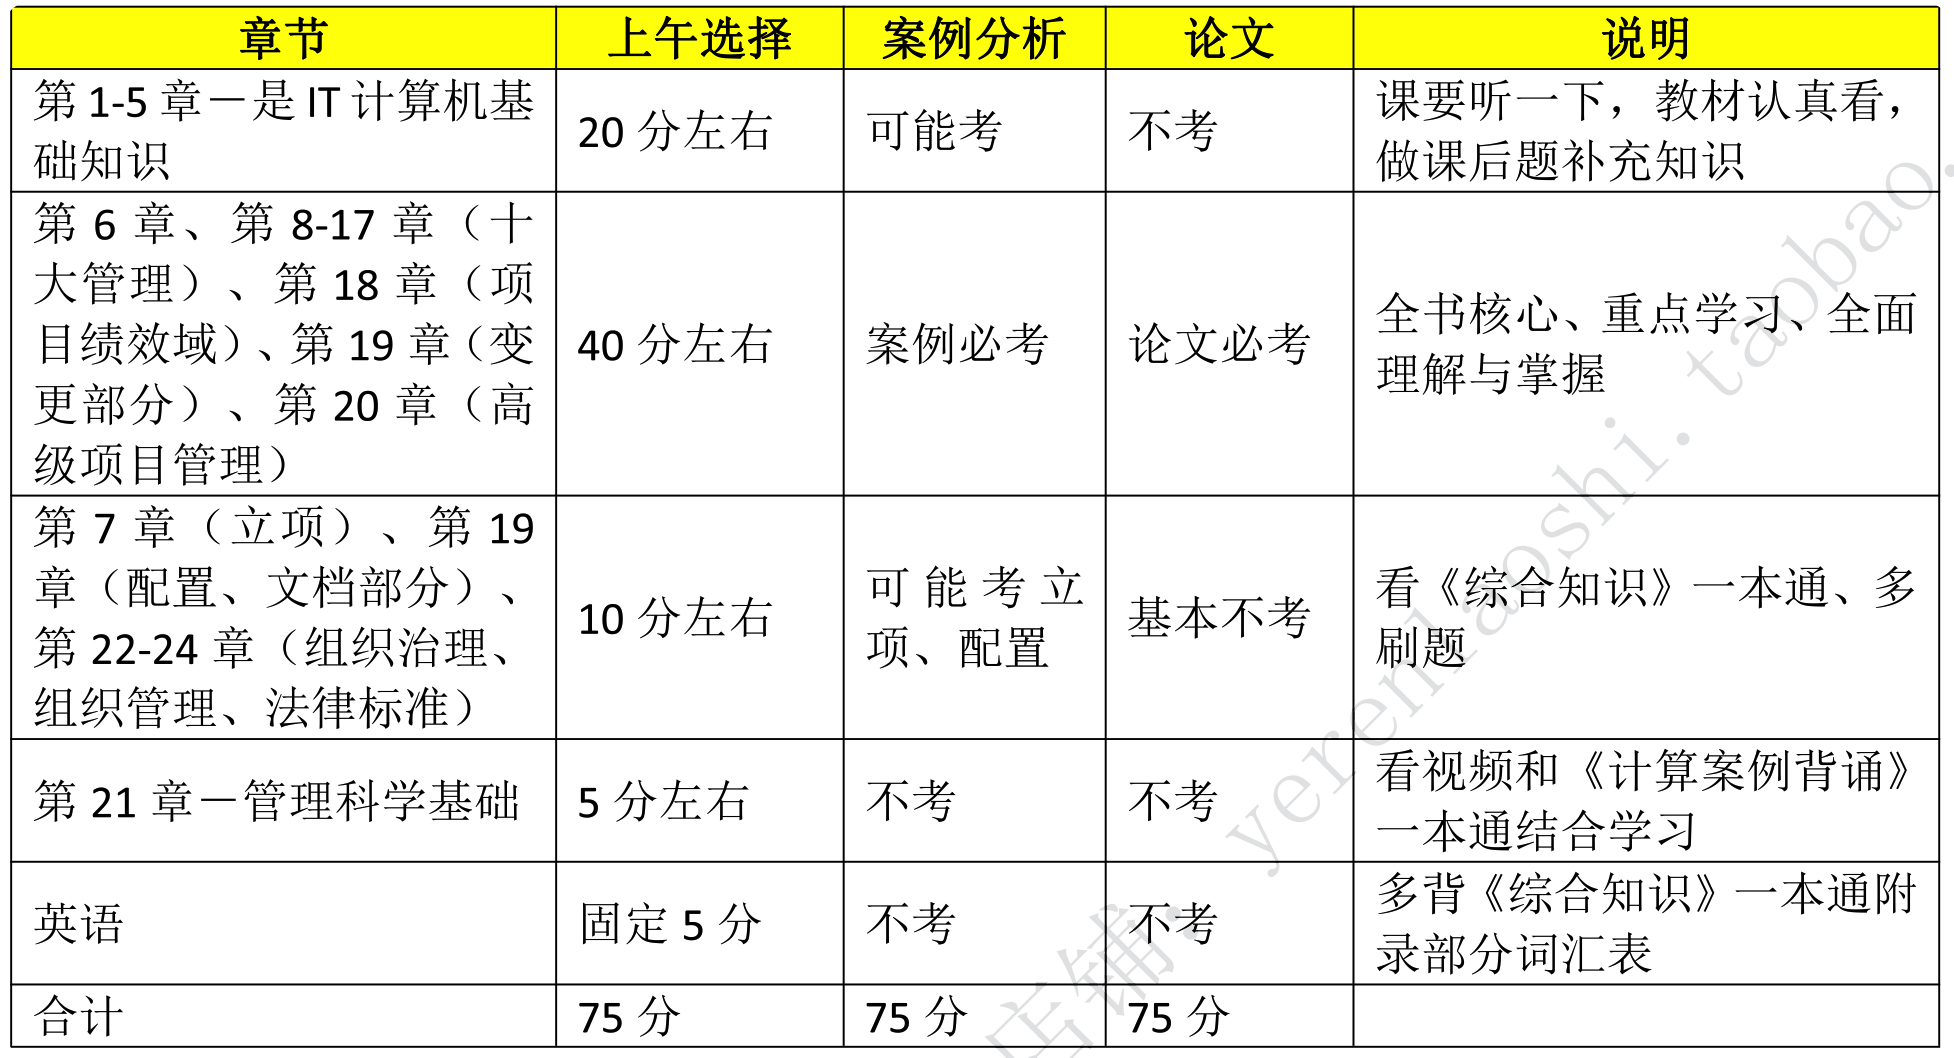 章节 上午选择 案例分析 论文 说明
第 1-5 章－是 IT 计算机基
础知识
20 分左右
可能考
不考
课要听一下，教材认真看，
做课后题补充知识
第 6 章、第 8-17 章（十
大管理）、第 18 章（项
目绩效域）、第 19 章（变
更部分）、第 20 章（高
级项目管理）
40 分左右
案例必考
论文必考
全书核心、重点学习、全面
理解与掌握
第 7 章（立项）、第 19
章（配置、文档部分）、
第 22-24 章（组织治理、
组织管理、法律标准）
10 分左右
可能考立
项、配置
基本不考
看《综合知识》一本通、多
刷题
第 21 章－管理科学基础
5 分左右
不考
不考
看视频和《计算案例背诵》
一本通结合学习
英语
固定 5 分
不考
不考
多背《综合知识》一本通附
录部分词汇表
合计 75 分 75 分 75 分
店铺：yerenlaoshi.taobao.